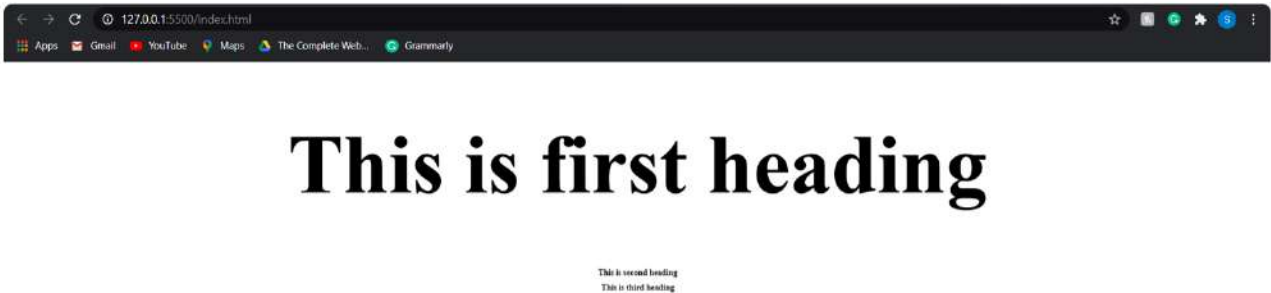 127.0.0.1:5500/index.html
S
Apps Gmail YouTube Maps The Complete Web... Grammarly
This is first heading
This is second heading
This is third heading